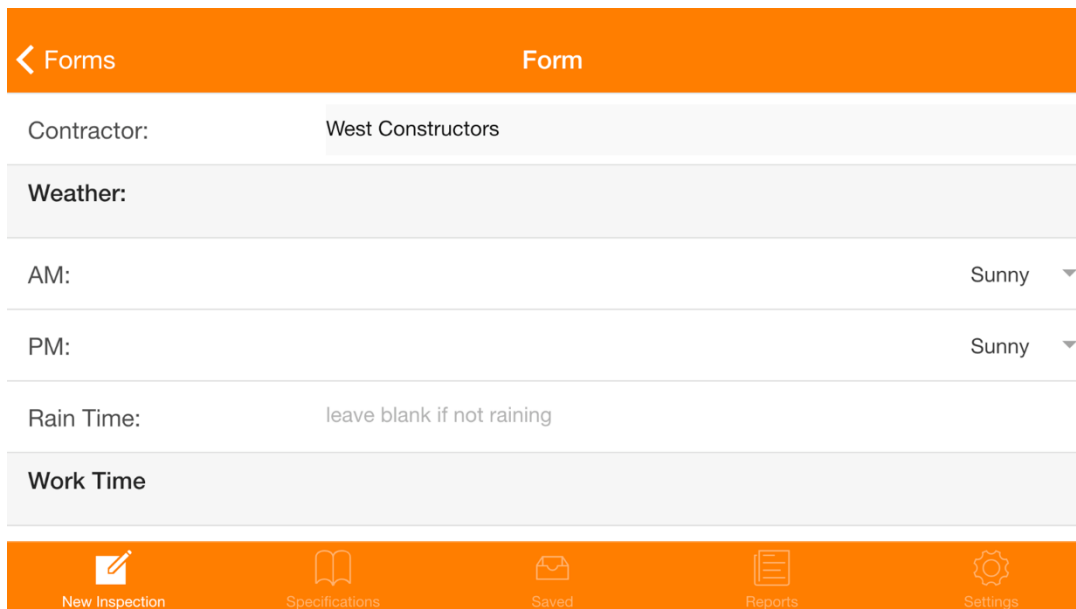 Forms
Form
Contractor: West Constructors
Weather:
AM: Sunny
PM: Sunny
Rain Time: leave blank if not raining
Work Time
New Inspection Specifications Saved Reports Settings